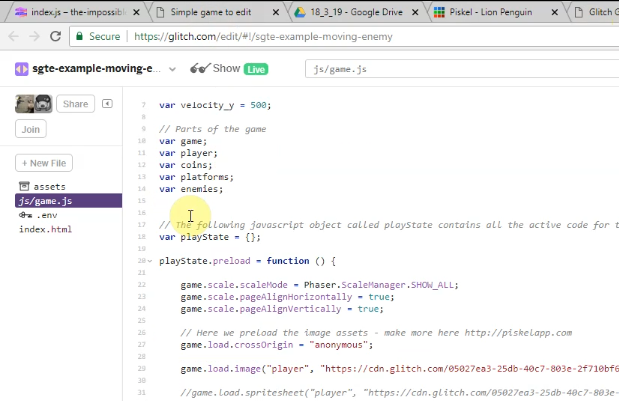 index.js – the-impossibl
Simple game to edit
18_3_19 - Google Drive
Piskel - Lion Penguin
Glitch G
Secure
https://glitch.com/edit/#!/sgte-example-moving-enemy
sgte-example-moving-e...
Show
Live
js/game.js
Share
Join
+ New File
assets
js/game.js
.env
index.html
7 var velocity_y = 500;
8
9 // Parts of the game
10 var game;
11 var player;
12 var coins;
13 var platforms;
14 var enemies;
15
16
17 // The following javascript object called playState contains all the active code for t
18 var playState = {};
19
20 playState.preload = function () {
21
22 game.scale.scaleMode = Phaser.ScaleManager.SHOW_ALL;
23 game.scale.pageAlignHorizontally = true;
24 game.scale.pageAlignVertically = true;
25
26 // Here we preload the image assets - make more here http://piskelapp.com
27 game.load.crossOrigin = "anonymous";
28
29 game.load.image("player", "https://cdn.glitch.com/05027ea3-25db-40c7-803e-2f710bf6
30
31 //game.load.spritesheet("player", "https://cdn.glitch.com/05027ea3-25db-40c7-803e-